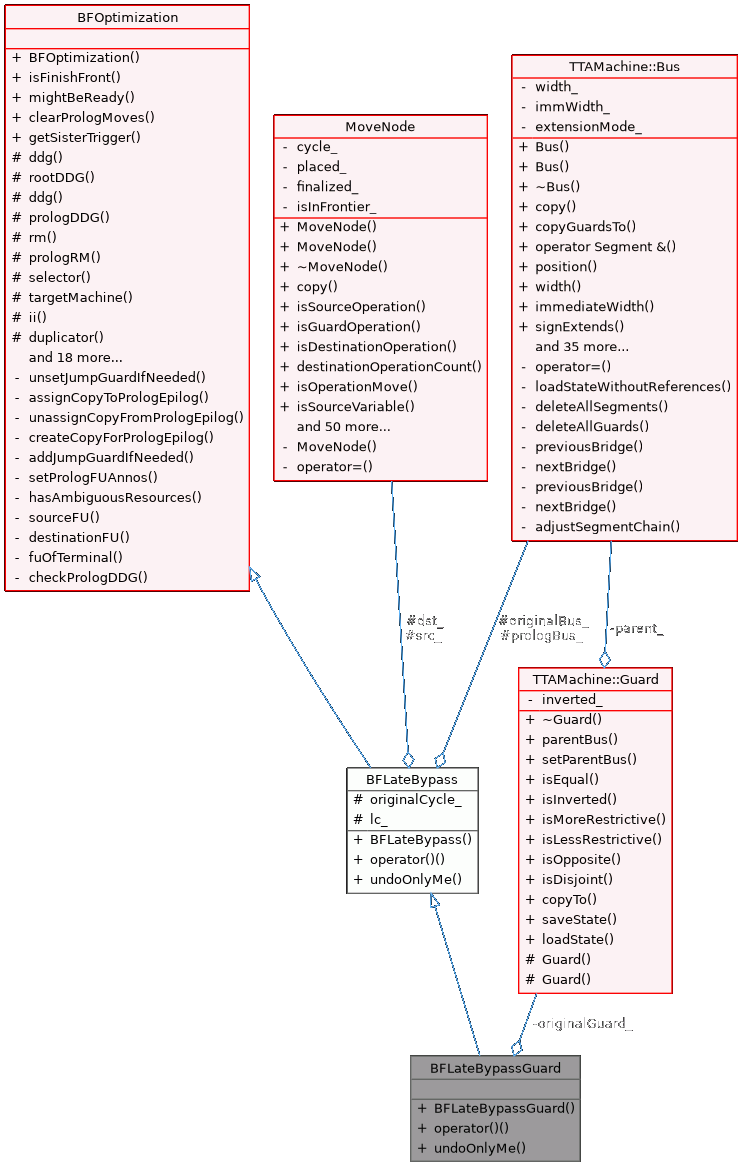 BFOptimization
+ BFOptimization()
+ isFinishFront()
+ mightBeReady()
+ clearPrologMoves()
+ getSisterTrigger()
# ddg()
# rootDDG()
# ddg()
# prologDDG()
# rm()
# prologRM()
# selector()
# targetMachine()
# ii()
# duplicator()
and 18 more...
- unsetJumpGuardIfNeeded()
- assignCopyToPrologEpilog()
- unassignCopyFromPrologEpilog()
- createCopyForPrologEpilog()
- addJumpGuardIfNeeded()
- setPrologFUAnnos()
- hasAmbiguousResources()
- sourceFU()
- destinationFU()
- fuOfTerminal()
- checkPrologDDG()
MoveNode
- cycle_
- placed_
- finalized_
- isInFrontier_
+ MoveNode()
+ MoveNode()
+ ~MoveNode()
+ copy()
+ isSourceOperation()
+ isGuardOperation()
+ isDestinationOperation()
+ destinationOperationCount()
+ isOperationMove()
+ isSourceVariable()
and 50 more...
- MoveNode()
- operator=()
TTAMachine::Bus
- width_
- immWidth_
- extensionMode_
+ Bus()
+ Bus()
+ ~Bus()
+ copy()
+ copyGuardsTo()
+ operator Segment &()
+ position()
+ width()
+ immediateWidth()
+ signExtends()
and 35 more...
- operator=()
- loadStateWithoutReferences()
- deleteAllSegments()
- deleteAllGuards()
- previousBridge()
- nextBridge()
- previousBridge()
- nextBridge()
- adjustSegmentChain()
#dst_
#src_
#originalBus_
#prologBus_
-parent_
TTAMachine::Guard
- inverted_
+ ~Guard()
+ parentBus()
+ setParentBus()
+ isEqual()
+ isInverted()
+ isMoreRestrictive()
+ isLessRestrictive()
+ isOpposite()
+ isDisjoint()
+ copyTo()
+ saveState()
+ loadState()
# Guard()
# Guard()
BFLateBypass
# originalCycle_
# lc_
+ BFLateBypass()
+ operator()()
+ undoOnlyMe()
-originalGuard_
BFLateBypassGuard
+ BFLateBypassGuard()
+ operator()()
+ undoOnlyMe()